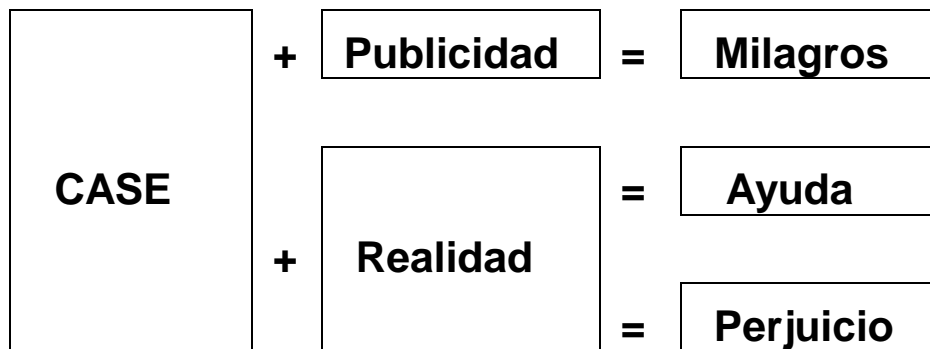 + Publicidad = Milagros
CASE = Ayuda
+ Realidad
= Perjuicio